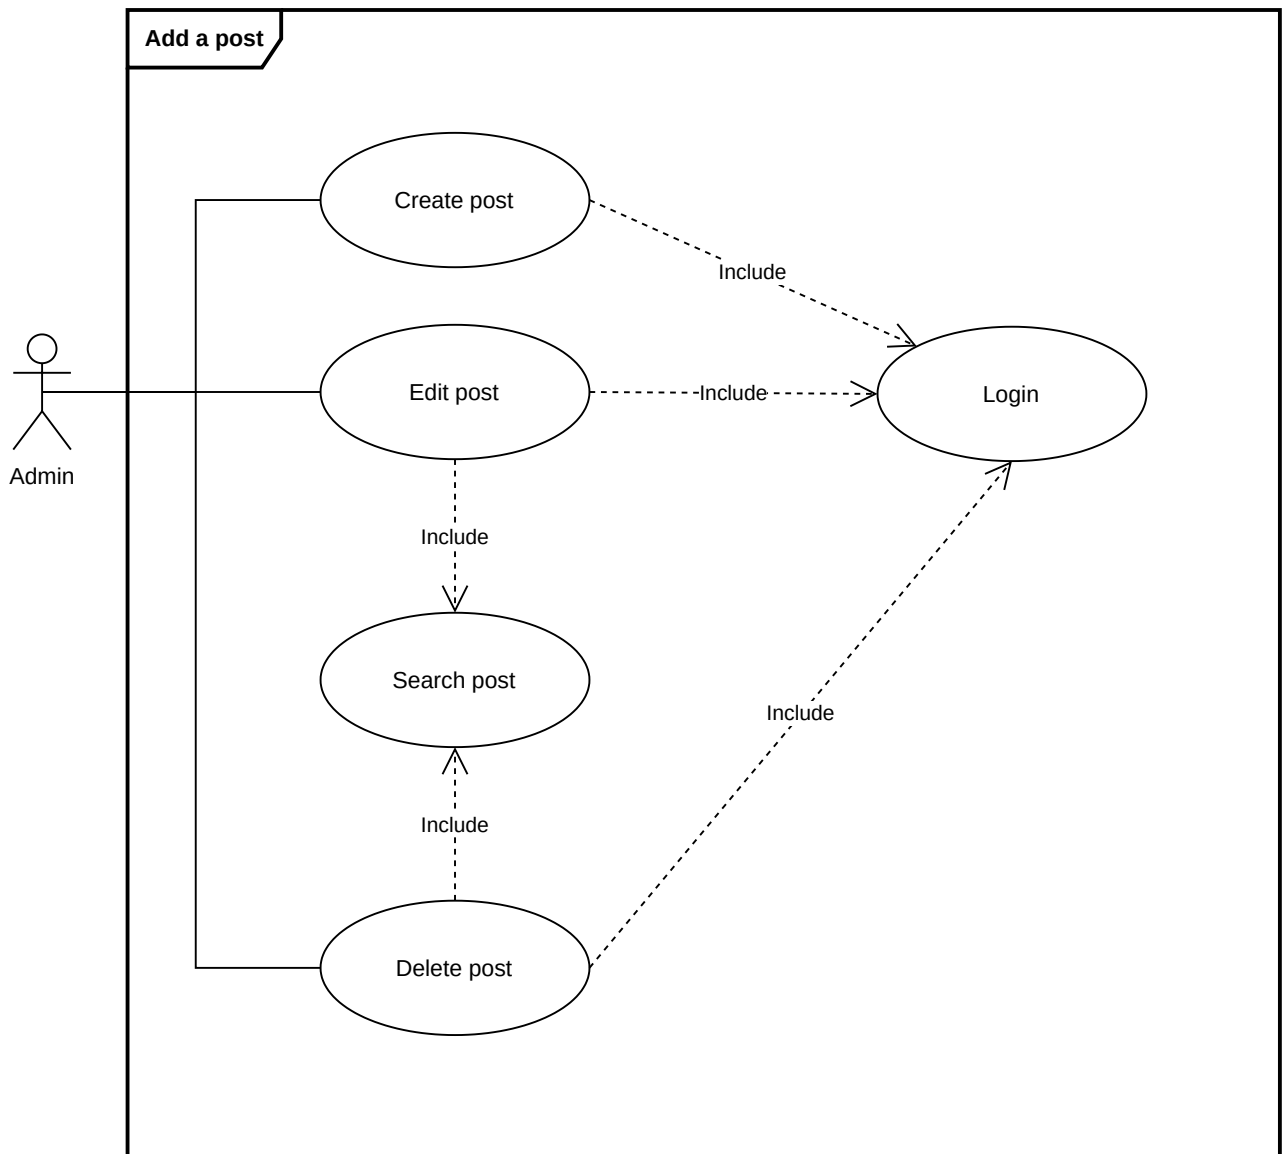 Add a post
Create post
Include
Admin
Edit post
Include
Login
Include
Search post
Include
Include
Delete post